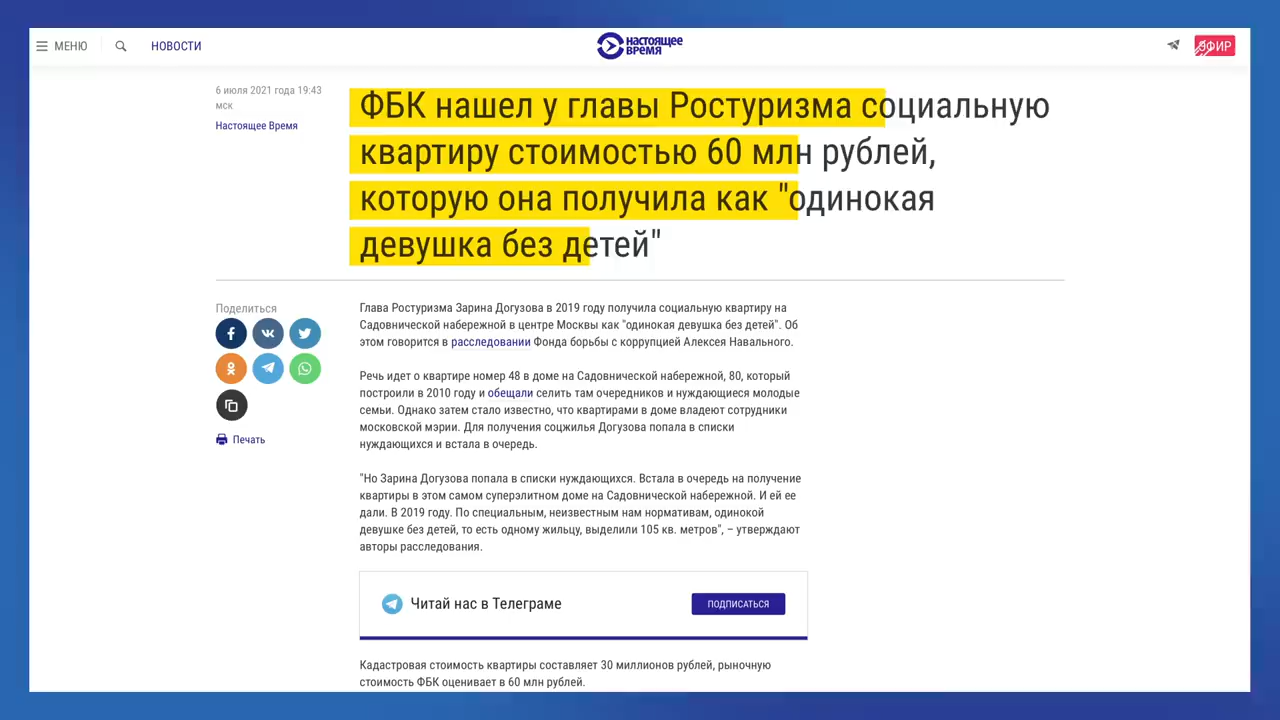 МЕНЮ
НОВОСТИ
НАСТОЯЩЕЕ
ВРЕМЯ
ЭФИР
6 июля 2021 года 19:43
мск
Настоящее Время
ФБК нашел у главы Ростуризма социальную
квартиру стоимостью 60 млн рублей,
которую она получила как "одинокая
девушка без детей"
Поделиться
Печать
Глава Ростуризма Зарина Догузова в 2019 году получила социальную квартиру на
Садовнической набережной в центре Москвы как "одинокая девушка без детей". Об
этом говорится в расследовании Фонда борьбы с коррупцией Алексея Навального.
Речь идет о квартире номер 48 в доме на Садовнической набережной, 80, который
построили в 2010 году и обещали селить там очередников и нуждающиеся молодые
семьи. Однако затем стало известно, что квартирами в доме владеют сотрудники
московской мэрии. Для получения соцжилья Догузова попала в списки
нуждающихся и встала в очередь.
"Но Зарина Догузова попала в списки нуждающихся. Встала в очередь на получение
квартиры в этом самом суперэлитном доме на Садовнической набережной. И ей ее
дали. В 2019 году. По специальным, неизвестным нам нормативам, одинокой
девушке без детей, то есть одному жильцу, выделили 105 кв. метров", – утверждают
авторы расследования.
Читай нас в Телеграме
ПОДПИСАТЬСЯ
Кадастровая стоимость квартиры составляет 30 миллионов рублей, рыночную
стоимость ФБК оценивает в 60 млн рублей.